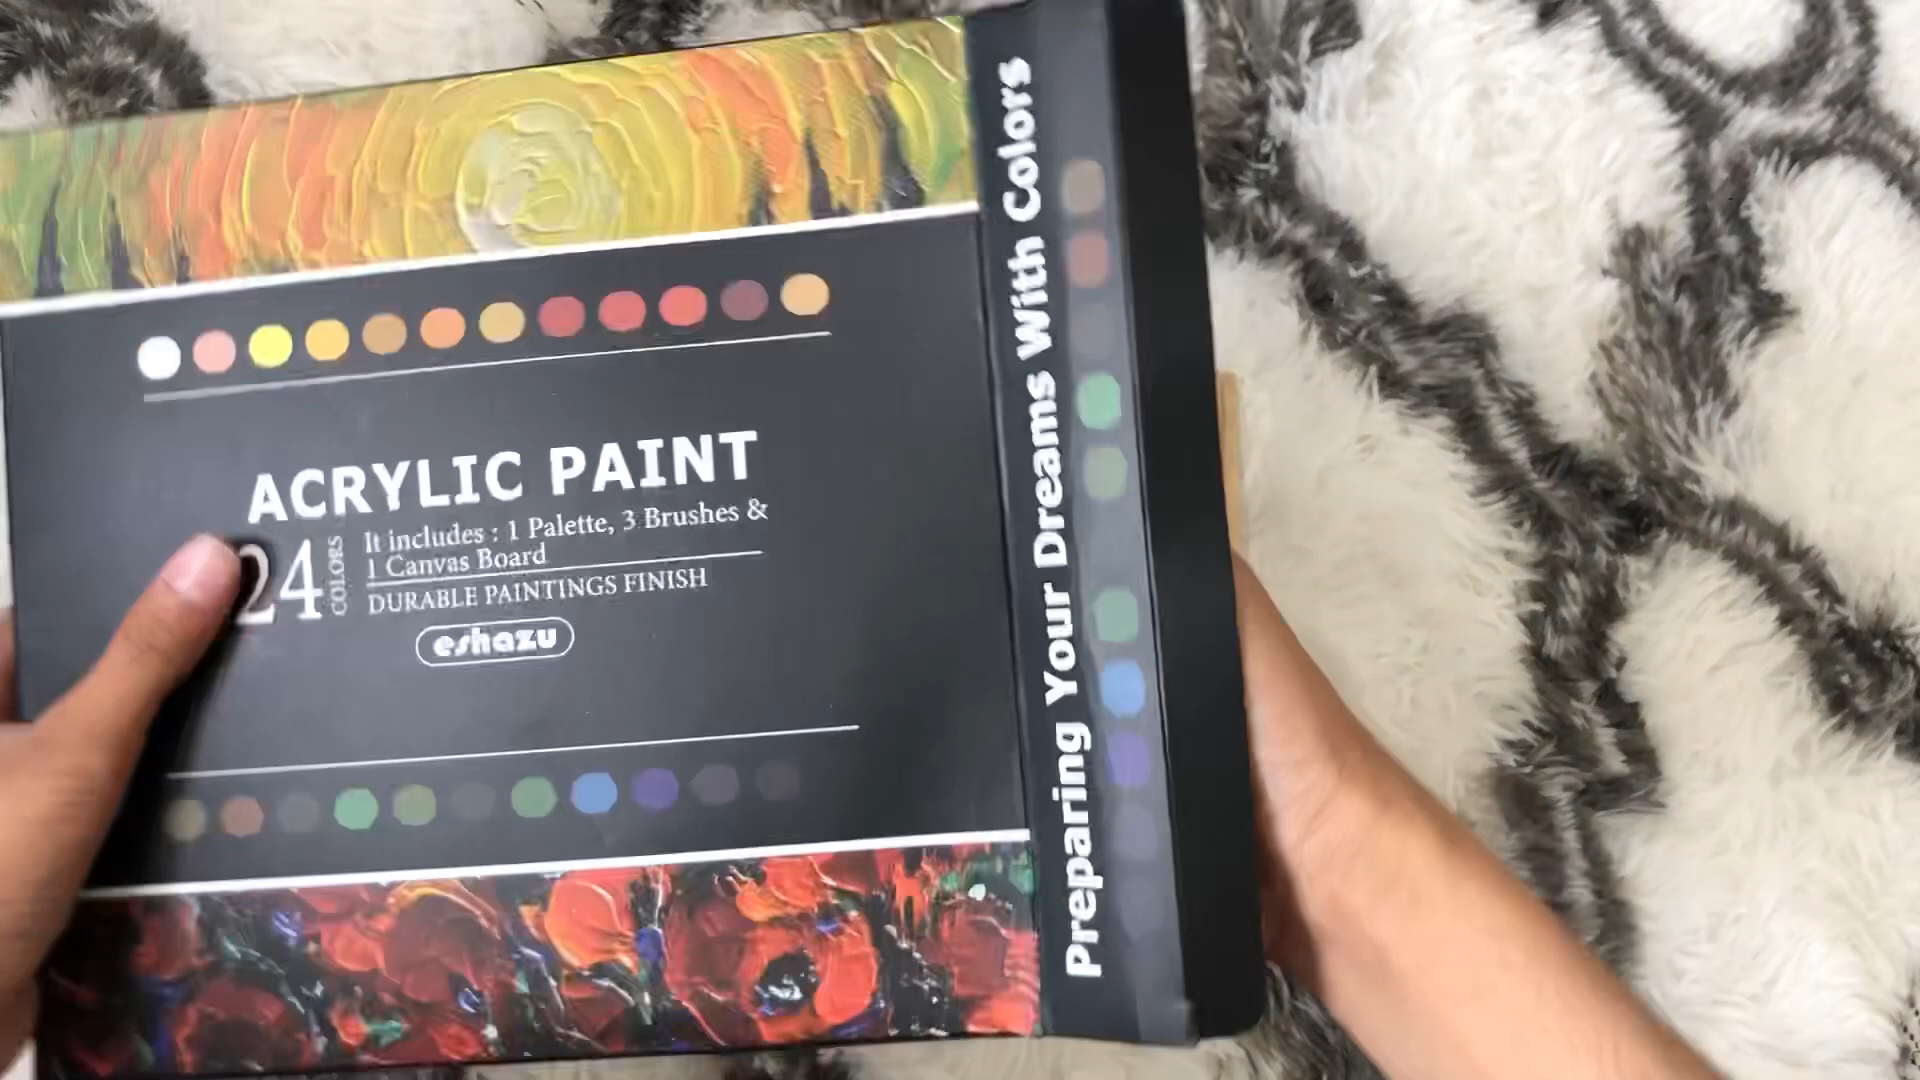 ACRYLIC PAINT
24 COLORS
It includes : 1 Palette, 3 Brushes &
1 Canvas Board
DURABLE PAINTINGS FINISH
eshazu
Preparing Your Dreams With Colors